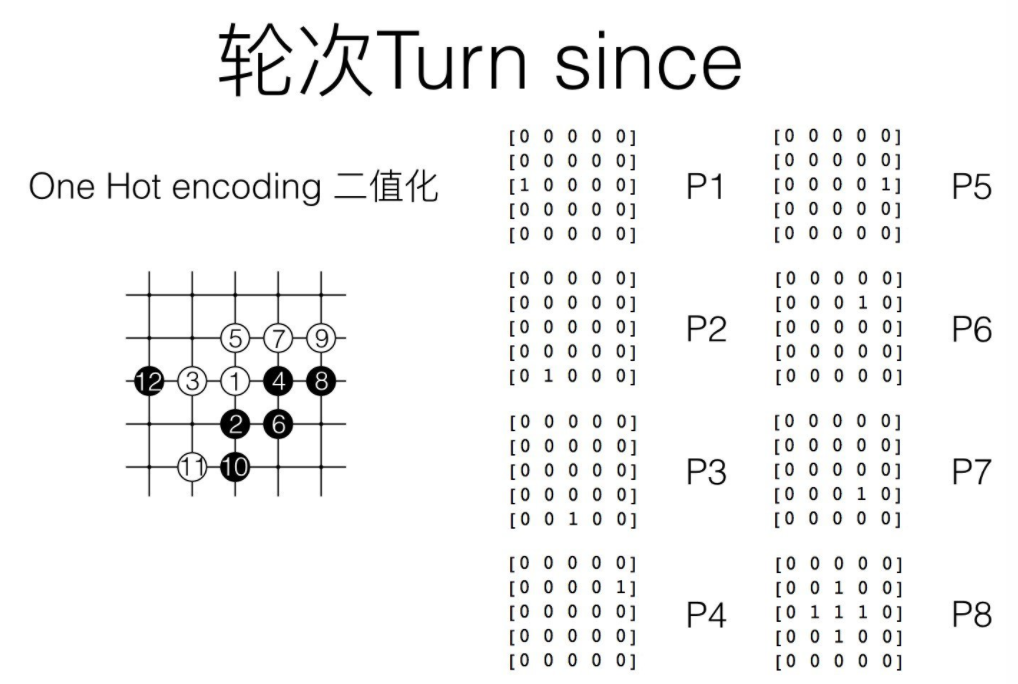 轮次Turn since
One Hot encoding 二值化
5 7 9
12 3 1 4 8
2 6
11 10
[0 0 0 0 0]
[0 0 0 0 0]
[1 0 0 0 0]
[0 0 0 0 0]
[0 0 0 0 0]
P1
[0 0 0 0 0]
[0 0 0 0 0]
[0 0 0 0 0]
[0 0 0 0 0]
[0 1 0 0 0]
P2
[0 0 0 0 0]
[0 0 0 0 0]
[0 0 0 0 0]
[0 0 0 0 0]
[0 0 1 0 0]
P3
[0 0 0 0 0]
[0 0 0 0 1]
[0 0 0 0 0]
[0 0 0 0 0]
[0 0 0 0 0]
P4
[0 0 0 0 0]
[0 0 0 0 0]
[0 0 0 0 1]
[0 0 0 0 0]
[0 0 0 0 0]
P5
[0 0 0 0 0]
[0 0 0 1 0]
[0 0 0 0 0]
[0 0 0 0 0]
[0 0 0 0 0]
P6
[0 0 0 0 0]
[0 0 0 0 0]
[0 0 0 0 0]
[0 0 0 1 0]
[0 0 0 0 0]
P7
[0 0 0 0 0]
[0 0 1 0 0]
[0 1 1 1 0]
[0 0 1 0 0]
[0 0 0 0 0]
P8